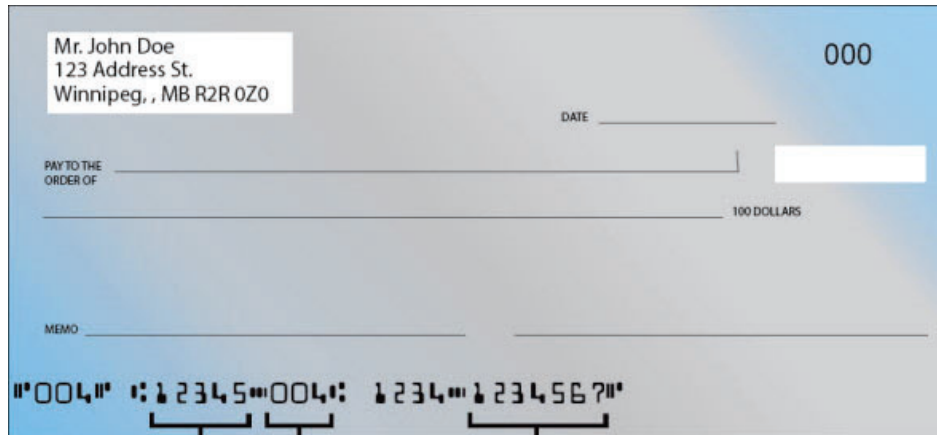 Mr. John Doe
123 Address St.
Winnipeg, , MB R2R 0Z0
000
DATE
PAY TO THE
ORDER OF
100 DOLLARS
MEMO
⑈004⑈ ⑆12345⑉004⑆ 1234⑉1234567⑈